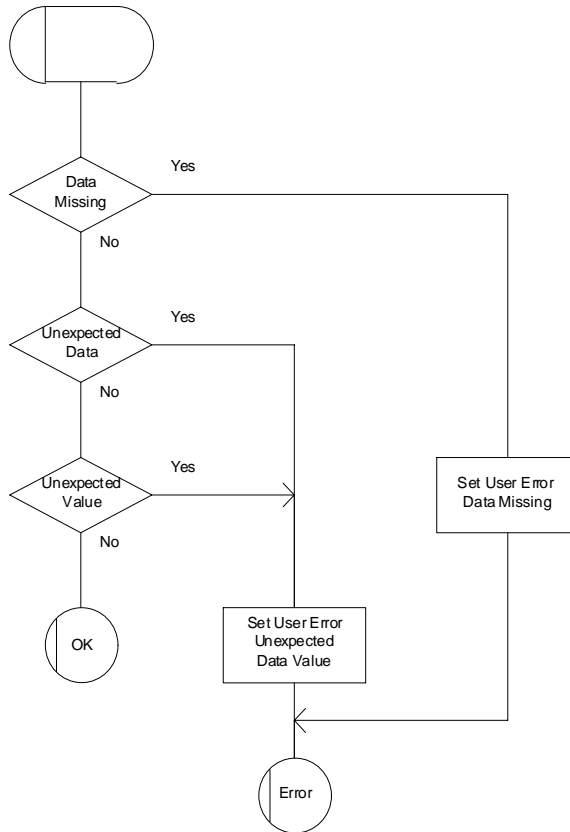 Yes
Data
Missing
No
Yes
Unexpected
Data
No
Yes
Unexpected
Value
No
Set User Error
Data Missing
OK
Set User Error
Unexpected
Data Value
Error